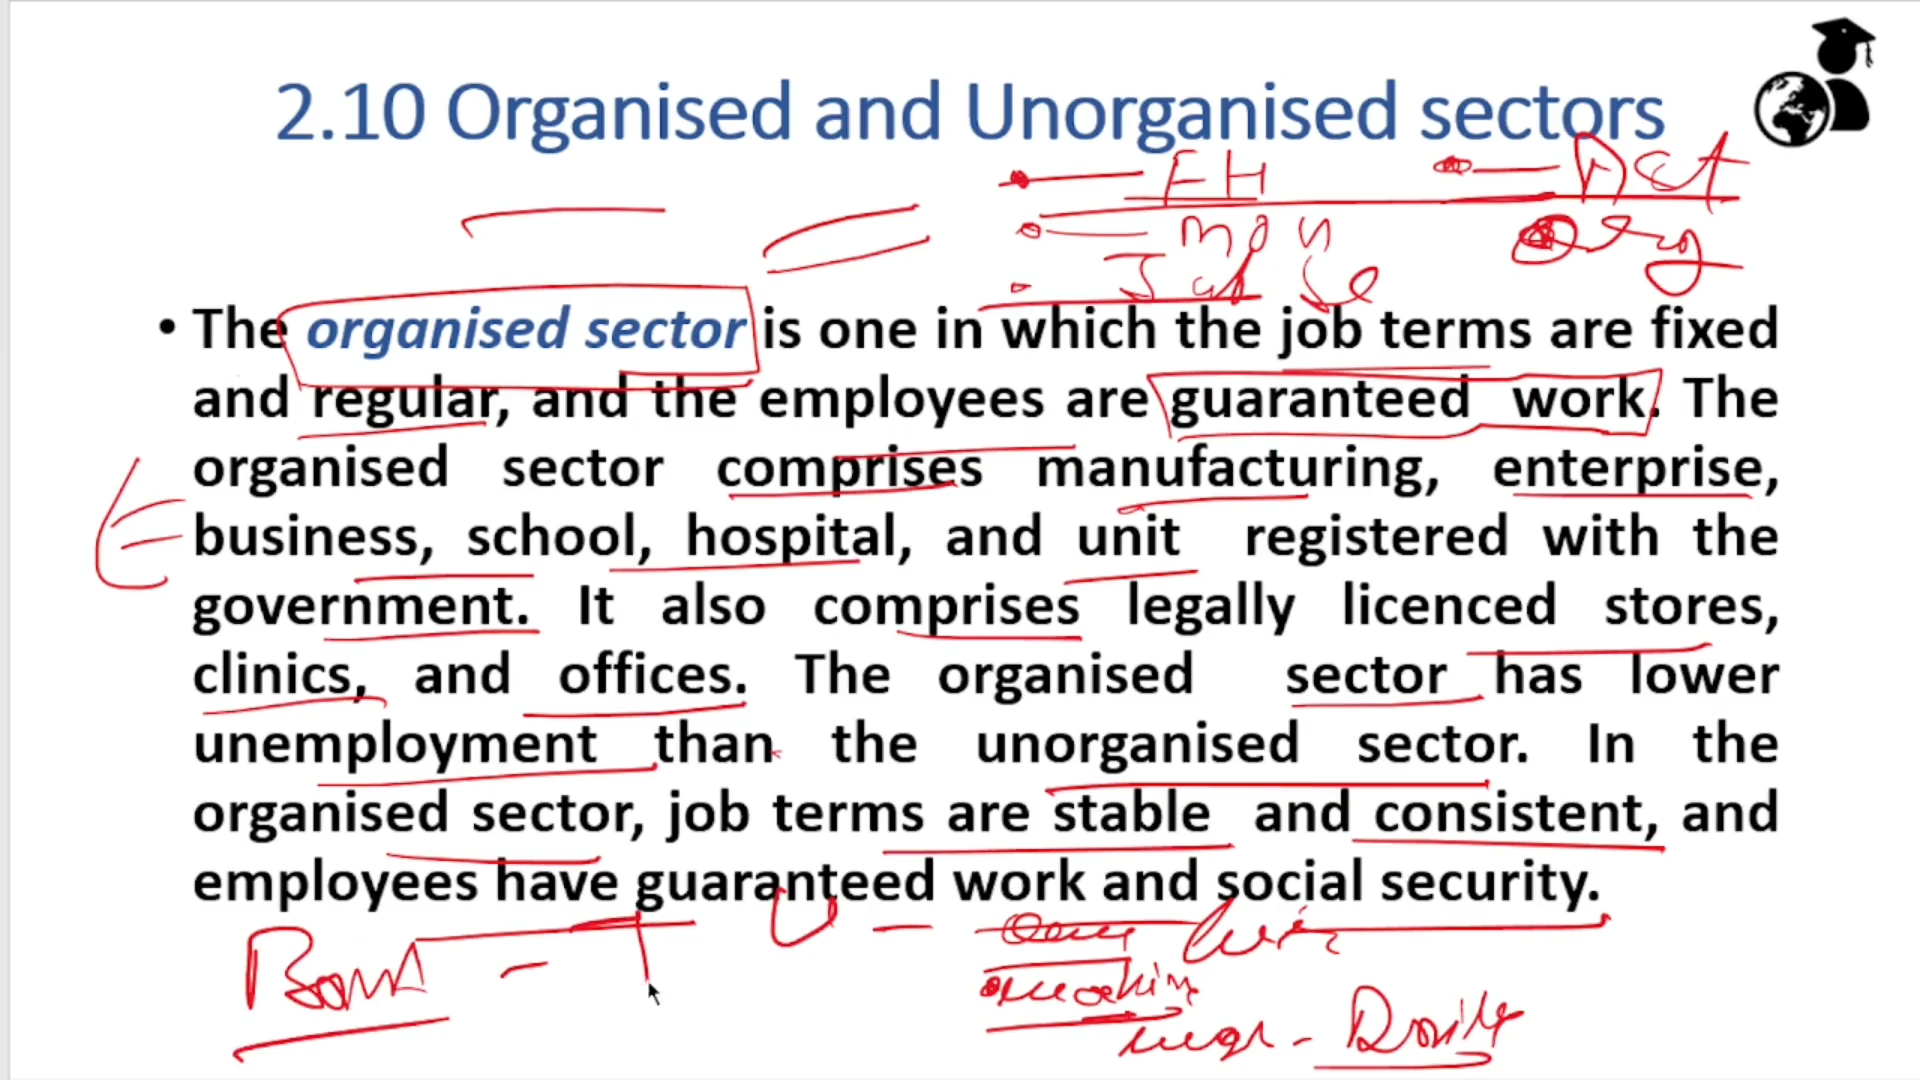 2.10 Organised and Unorganised sectors
FH
Act
• The organised sector is one in which the job terms are fixed
and regular, and the employees are guaranteed work. The
organised sector comprises manufacturing, enterprise,
business, school, hospital, and unit registered with the
government. It also comprises legally licenced stores,
clinics, and offices. The organised sector has lower
unemployment than the unorganised sector. In the
organised sector, job terms are stable and consistent, and
employees have guaranteed work and social security.